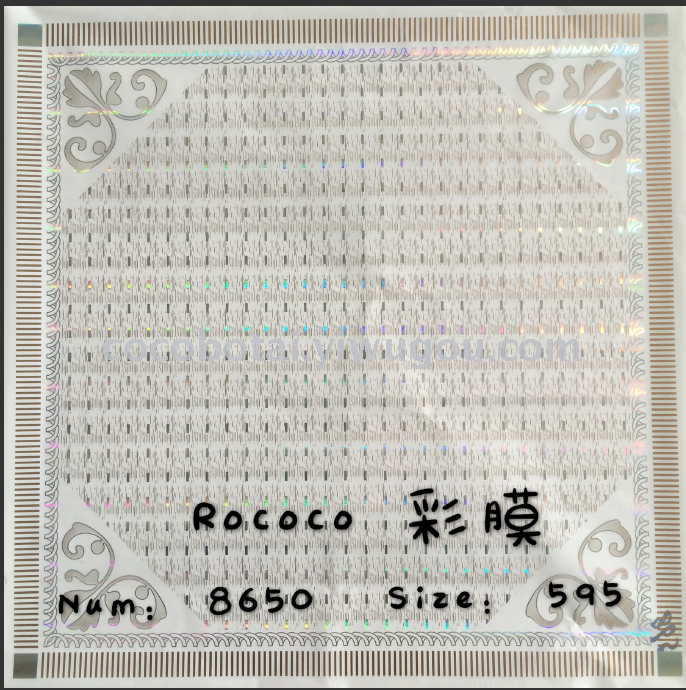 cocobotai.yiwugou.com
Rococo 彩膜
Num: 8650 Size: 595